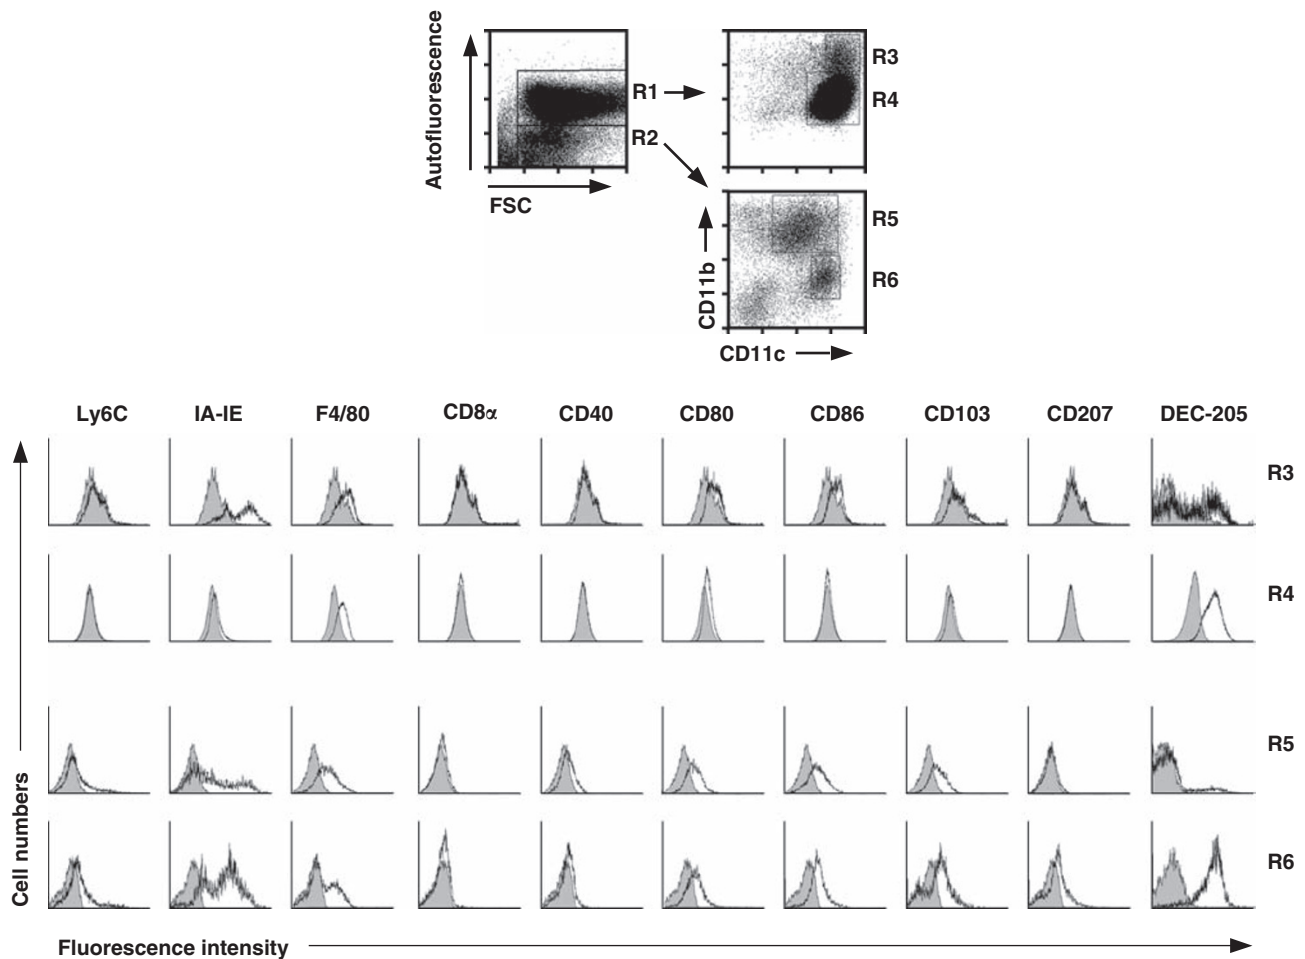 Autofluorescence
FSC
R1
R2
R3
R4
R5
R6
CD11b
CD11c
Ly6C IA-IE F4/80 CD8α CD40 CD80 CD86 CD103 CD207 DEC-205
R3
R4
R5
R6
Cell numbers
Fluorescence intensity